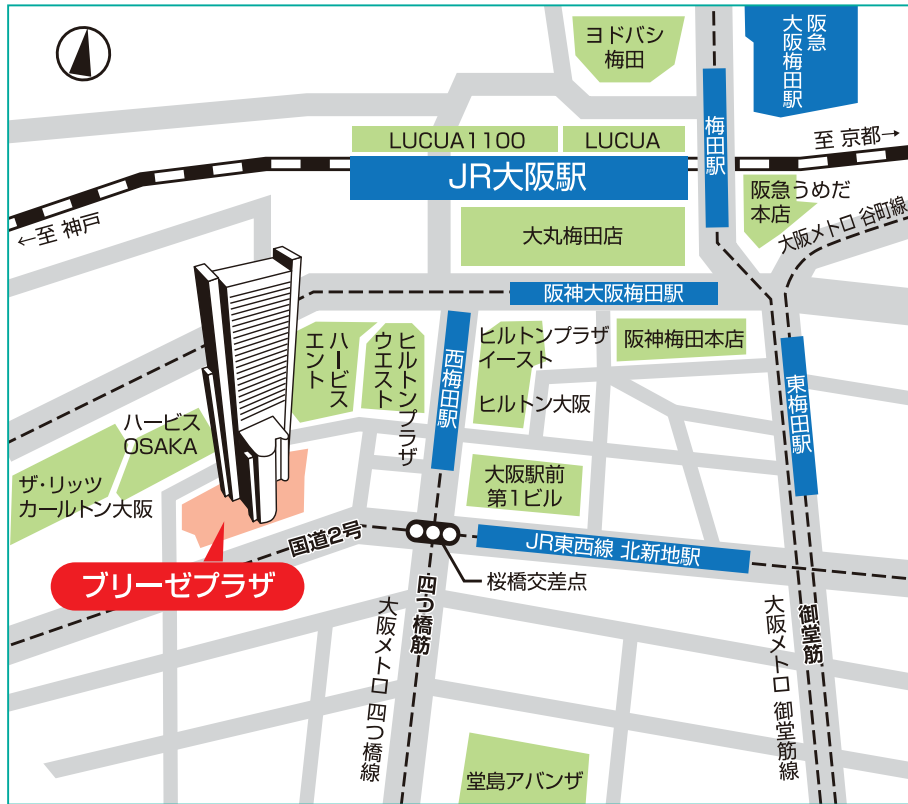 ヨドバシ
梅田
阪急
大阪梅田駅
梅田駅
LUCUA1100
LUCUA
至 京都→
JR大阪駅
阪急うめだ
本店
←至 神戸
大丸梅田店
大阪メトロ 谷町線
阪神大阪梅田駅
ハービス
エント
ヒルトンプラザ
ウエスト
西梅田駅
ヒルトンプラザ
イースト
ヒルトン大阪
阪神梅田本店
東梅田駅
ハービス
OSAKA
ザ・リッツ
カールトン大阪
大阪駅前
第1ビル
国道2号
JR東西線 北新地駅
ブリーゼプラザ
桜橋交差点
四つ橋筋
大阪メトロ 四つ橋線
御堂筋
大阪メトロ 御堂筋線
堂島アバンザ